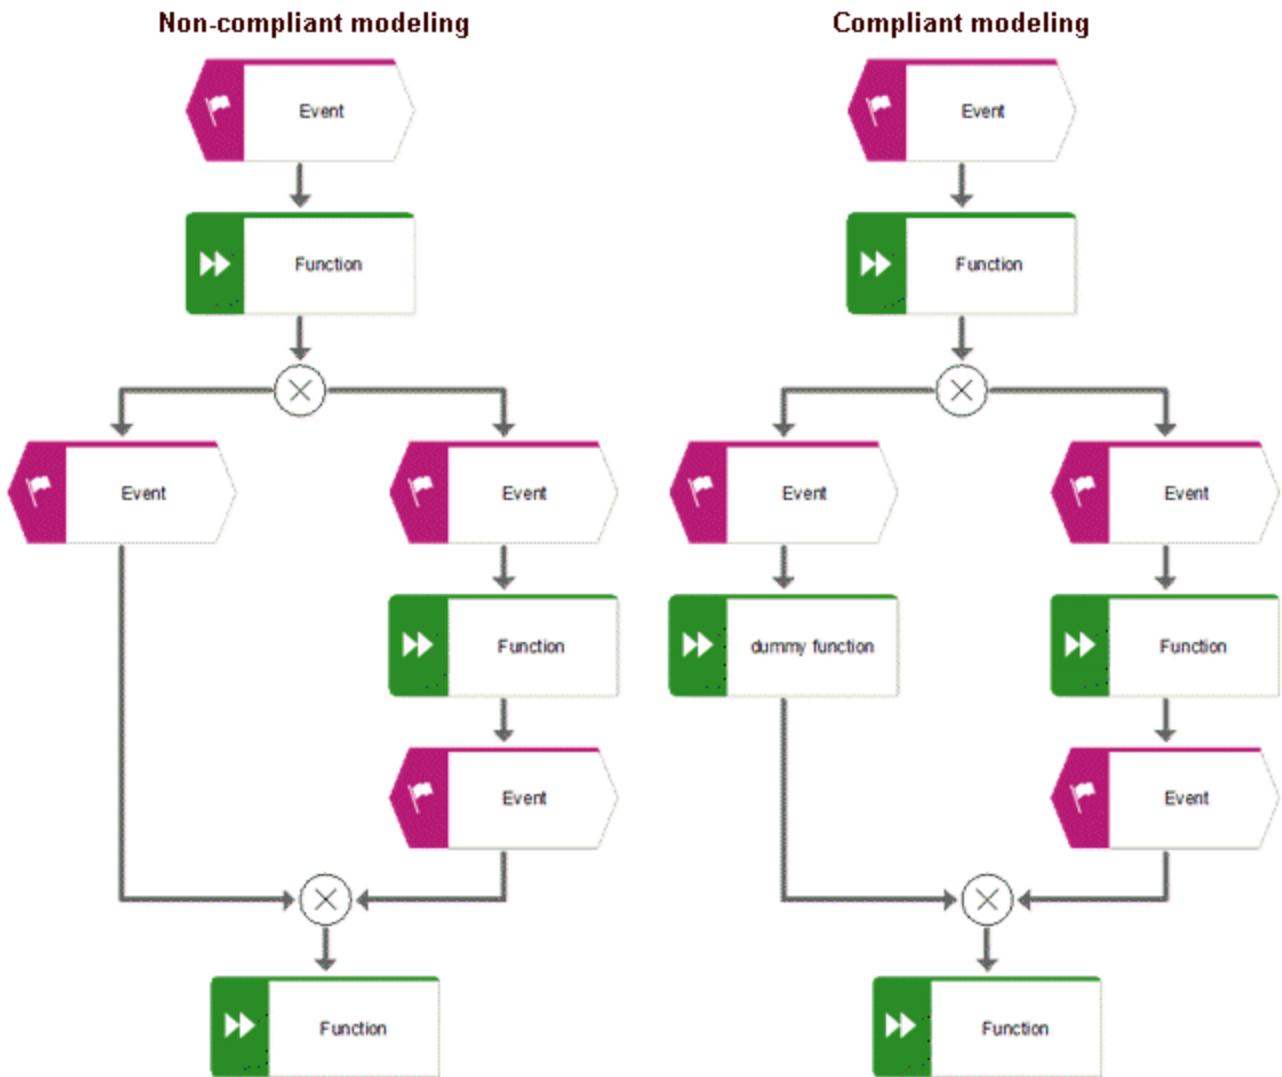 Non-compliant modeling
Compliant modeling
Event
Event
Function
Function
Event
Event
Event
Event
Function
dummy function
Function
Event
Event
Function
Function